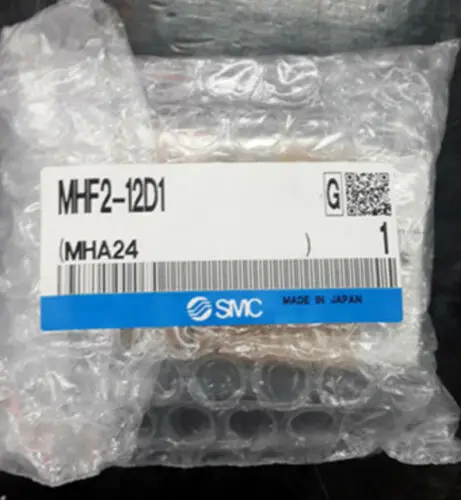 MHF2-12D1
G
(MHA24 )
1
SMC MADE IN JAPAN